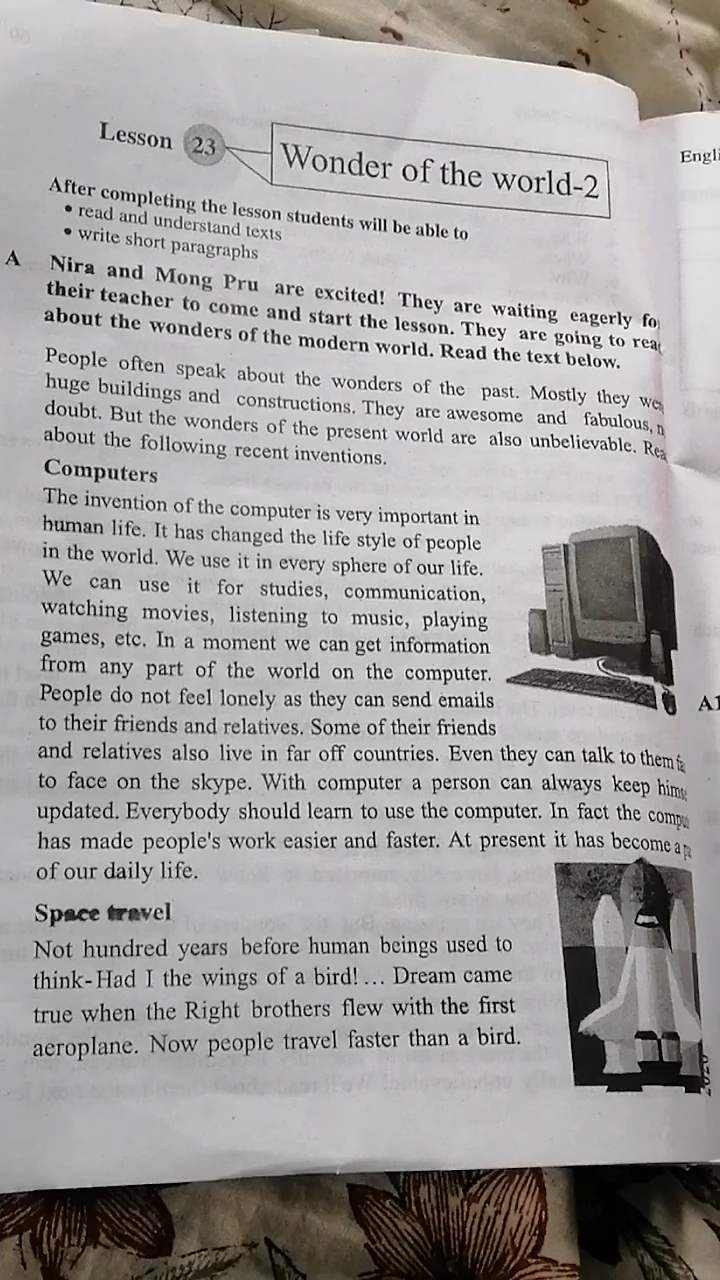 Lesson 23
Wonder of the world-2
Engli
After completing the lesson students will be able to
• read and understand texts
• write short paragraphs
A Nira and Mong Pru are excited! They are waiting eagerly fo
their teacher to come and start the lesson. They are going to rea
about the wonders of the modern world. Read the text below.
People often speak about the wonders of the past. Mostly they we
huge buildings and constructions. They are awesome and fabulous, n
doubt. But the wonders of the present world are also unbelievable. Rea
about the following recent inventions.
Computers
The invention of the computer is very important in
human life. It has changed the life style of people
in the world. We use it in every sphere of our life.
We can use it for studies, communication,
watching movies, listening to music, playing
games, etc. In a moment we can get information
from any part of the world on the computer.
People do not feel lonely as they can send emails
to their friends and relatives. Some of their friends
and relatives also live in far off countries. Even they can talk to them fa
to face on the skype. With computer a person can always keep himse
updated. Everybody should learn to use the computer. In fact the compu
has made people's work easier and faster. At present it has become a pa
of our daily life.
Space travel
Not hundred years before human beings used to
think-Had I the wings of a bird!... Dream came
true when the Right brothers flew with the first
aeroplane. Now people travel faster than a bird.
2020
A1